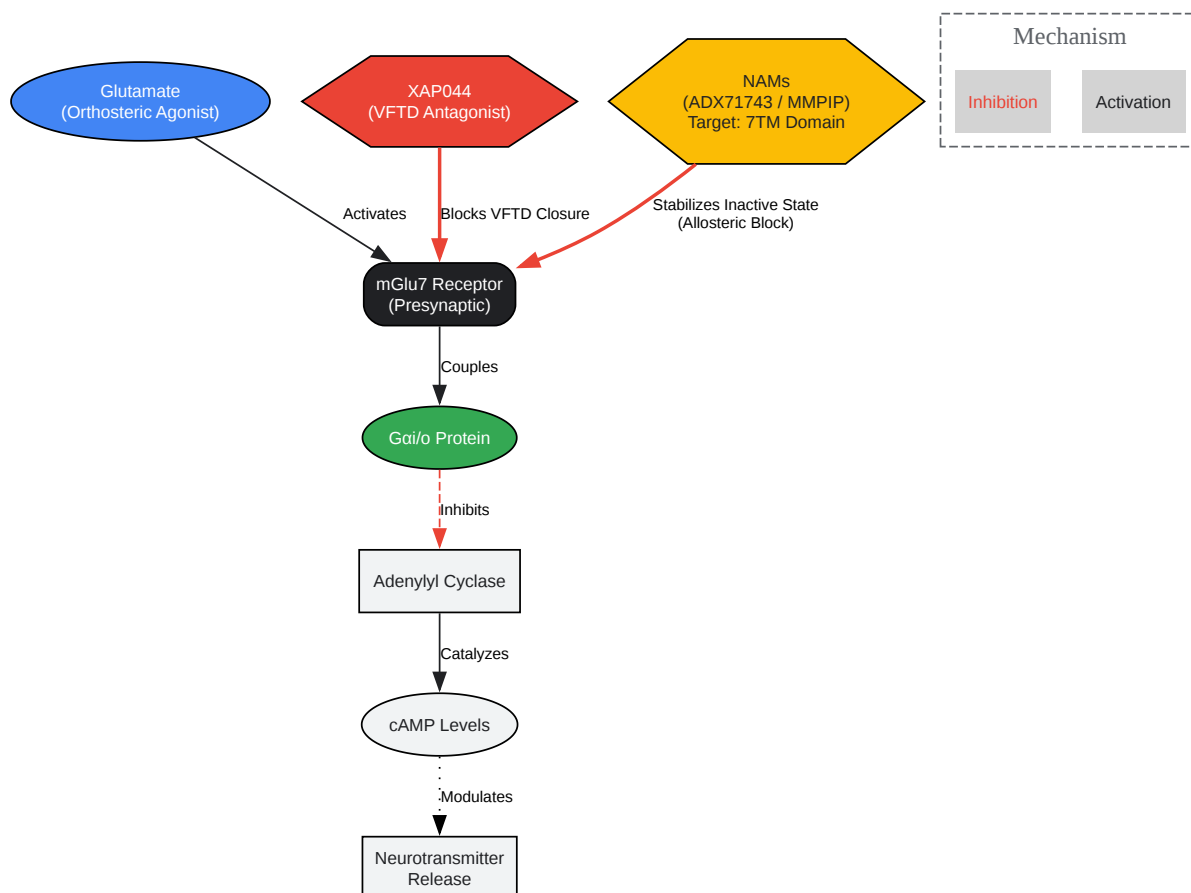 Glutamate
(Orthosteric Agonist)
XAP044
(VFTD Antagonist)
NAMs
(ADX71743 / MMPIP)
Target: 7TM Domain
Mechanism
Inhibition
Activation
Activates
Blocks VFTD Closure
Stabilizes Inactive State
(Allosteric Block)
mGlu7 Receptor
(Presynaptic)
Couples
Gαi/o Protein
Inhibits
Adenylyl Cyclase
Catalyzes
cAMP Levels
Modulates
Neurotransmitter
Release